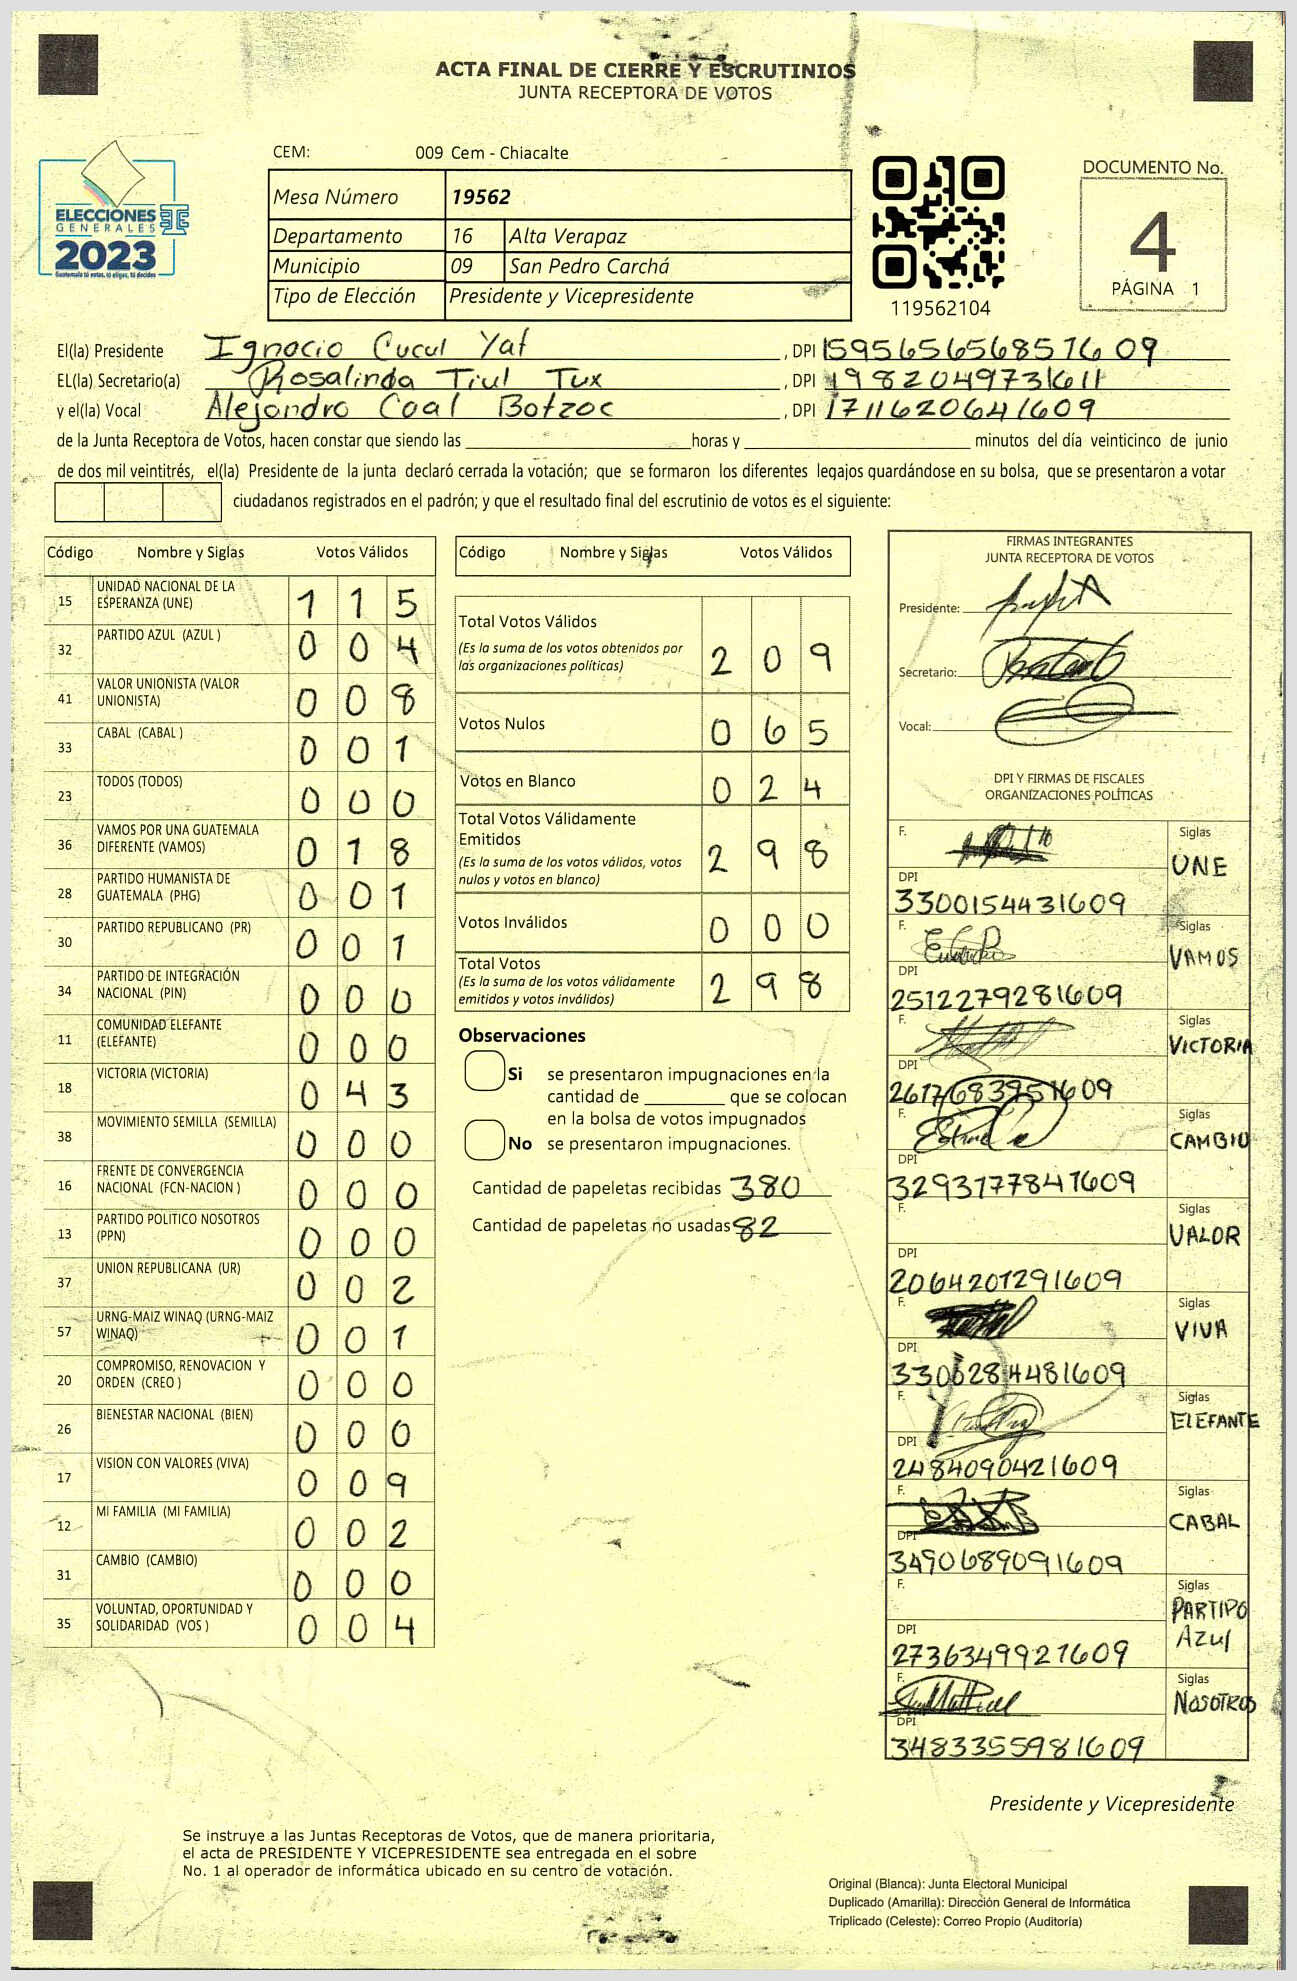 ACTA FINAL DE CIERRE Y ESCRUTINIOS
JUNTA RECEPTORA DE VOTOS
CEM: 009 Cem - Chiacalte
ELECCIONES
GENERALES
2023
Guatemala tú votas, tú eliges, tú decides
Mesa Número 19562
Departamento 16 Alta Verapaz
Municipio 09 San Pedro Carchá
Tipo de Elección Presidente y Vicepresidente
119562104
DOCUMENTO No.
4
PÁGINA 1
El(la) Presidente Ignacio Cucul Yat, DPI 1595656568571609
EL(la) Secretario(a) Rosalinda Tiul Tux, DPI 1982049731611
y el(la) Vocal Alejandro Coal Botzoc, DPI 1711620641609
de la Junta Receptora de Votos, hacen constar que siendo las horas y minutos del día veinticinco de junio
de dos mil veintitrés, el(la) Presidente de la junta declaró cerrada la votación; que se formaron los diferentes legajos guardándose en su bolsa, que se presentaron a votar
ciudadanos registrados en el padrón; y que el resultado final del escrutinio de votos es el siguiente:
Código Nombre y Siglas Votos Válidos
15 UNIDAD NACIONAL DE LA ESPERANZA (UNE) 1 1 5
32 PARTIDO AZUL (AZUL ) 0 0 4
41 VALOR UNIONISTA (VALOR UNIONISTA) 0 0 8
33 CABAL (CABAL ) 0 0 1
23 TODOS (TODOS) 0 0 0
36 VAMOS POR UNA GUATEMALA DIFERENTE (VAMOS) 0 1 8
28 PARTIDO HUMANISTA DE GUATEMALA (PHG) 0 0 1
30 PARTIDO REPUBLICANO (PR) 0 0 1
34 PARTIDO DE INTEGRACIÓN NACIONAL (PIN) 0 0 0
11 COMUNIDAD ELEFANTE (ELEFANTE) 0 0 0
18 VICTORIA (VICTORIA) 0 4 3
38 MOVIMIENTO SEMILLA (SEMILLA) 0 0 0
16 FRENTE DE CONVERGENCIA NACIONAL (FCN-NACION ) 0 0 0
13 PARTIDO POLITICO NOSOTROS (PPN) 0 0 0
37 UNION REPUBLICANA (UR) 0 0 2
57 URNG-MAIZ WINAQ (URNG-MAIZ WINAQ) 0 0 1
20 COMPROMISO, RENOVACION Y ORDEN (CREO ) 0 0 0
26 BIENESTAR NACIONAL (BIEN) 0 0 0
17 VISION CON VALORES (VIVA) 0 0 9
12 MI FAMILIA (MI FAMILIA) 0 0 2
31 CAMBIO (CAMBIO) 0 0 0
35 VOLUNTAD, OPORTUNIDAD Y SOLIDARIDAD (VOS ) 0 0 4
Código Nombre y Siglas Votos Válidos
Total Votos Válidos
(Es la suma de los votos obtenidos por
las organizaciones políticas) 2 0 9
Votos Nulos 0 6 5
Votos en Blanco 0 2 4
Total Votos Válidamente
Emitidos
(Es la suma de los votos válidos, votos
nulos y votos en blanco) 2 9 8
Votos Inválidos 0 0 0
Total Votos
(Es la suma de los votos válidamente
emitidos y votos inválidos) 2 9 8
Observaciones
Si se presentaron impugnaciones en la
cantidad de que se colocan
en la bolsa de votos impugnados
No se presentaron impugnaciones.
Cantidad de papeletas recibidas 380
Cantidad de papeletas no usadas 82
FIRMAS INTEGRANTES
JUNTA RECEPTORA DE VOTOS
Presidente:
Secretario:
Vocal:
DPI Y FIRMAS DE FISCALES
ORGANIZACIONES POLÍTICAS
F. Siglas
UNE
DPI
3300154431609
F. Siglas
VAMOS
DPI
2512279281609
F. Siglas
VICTORIA
DPI
2617683951609
F. Siglas
CAMBIO
DPI
3293177841609
F. Siglas
VALOR
DPI
2064201291609
F. Siglas
VIVA
DPI
3306284481609
F. Siglas
ELEFANTE
DPI
2484090421609
F. Siglas
CABAL
DPI
3490689091609
F. Siglas
PARTIDO
Azul
DPI
2736349921609
F. Siglas
NOSOTROS
DPI
3483355981609
Presidente y Vicepresidente
Se instruye a las Juntas Receptoras de Votos, que de manera prioritaria,
el acta de PRESIDENTE Y VICEPRESIDENTE sea entregada en el sobre
No. 1 al operador de informática ubicado en su centro de votación.
Original (Blanca): Junta Electoral Municipal
Duplicado (Amarilla): Dirección General de Informática
Triplicado (Celeste): Correo Propio (Auditoría)